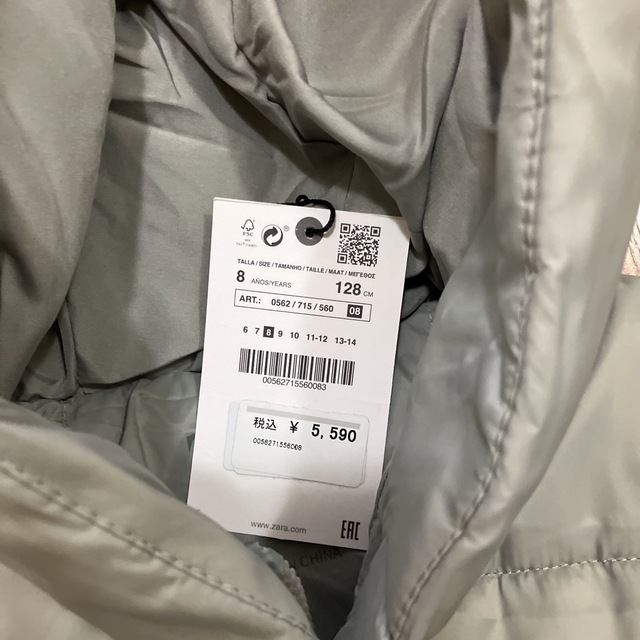 FSC
®
TALLA / SIZE / TAMANHO / TAILLE / MAAT / ΜΕΓΕΘΟΣ
8 AÑOS/YEARS 128 CM
ART.: 0562 / 715 / 560 08
6 7 8 9 10 11-12 13-14
00562715560083
税込 ¥ 5,590
www.zara.com
EAC
CHINA